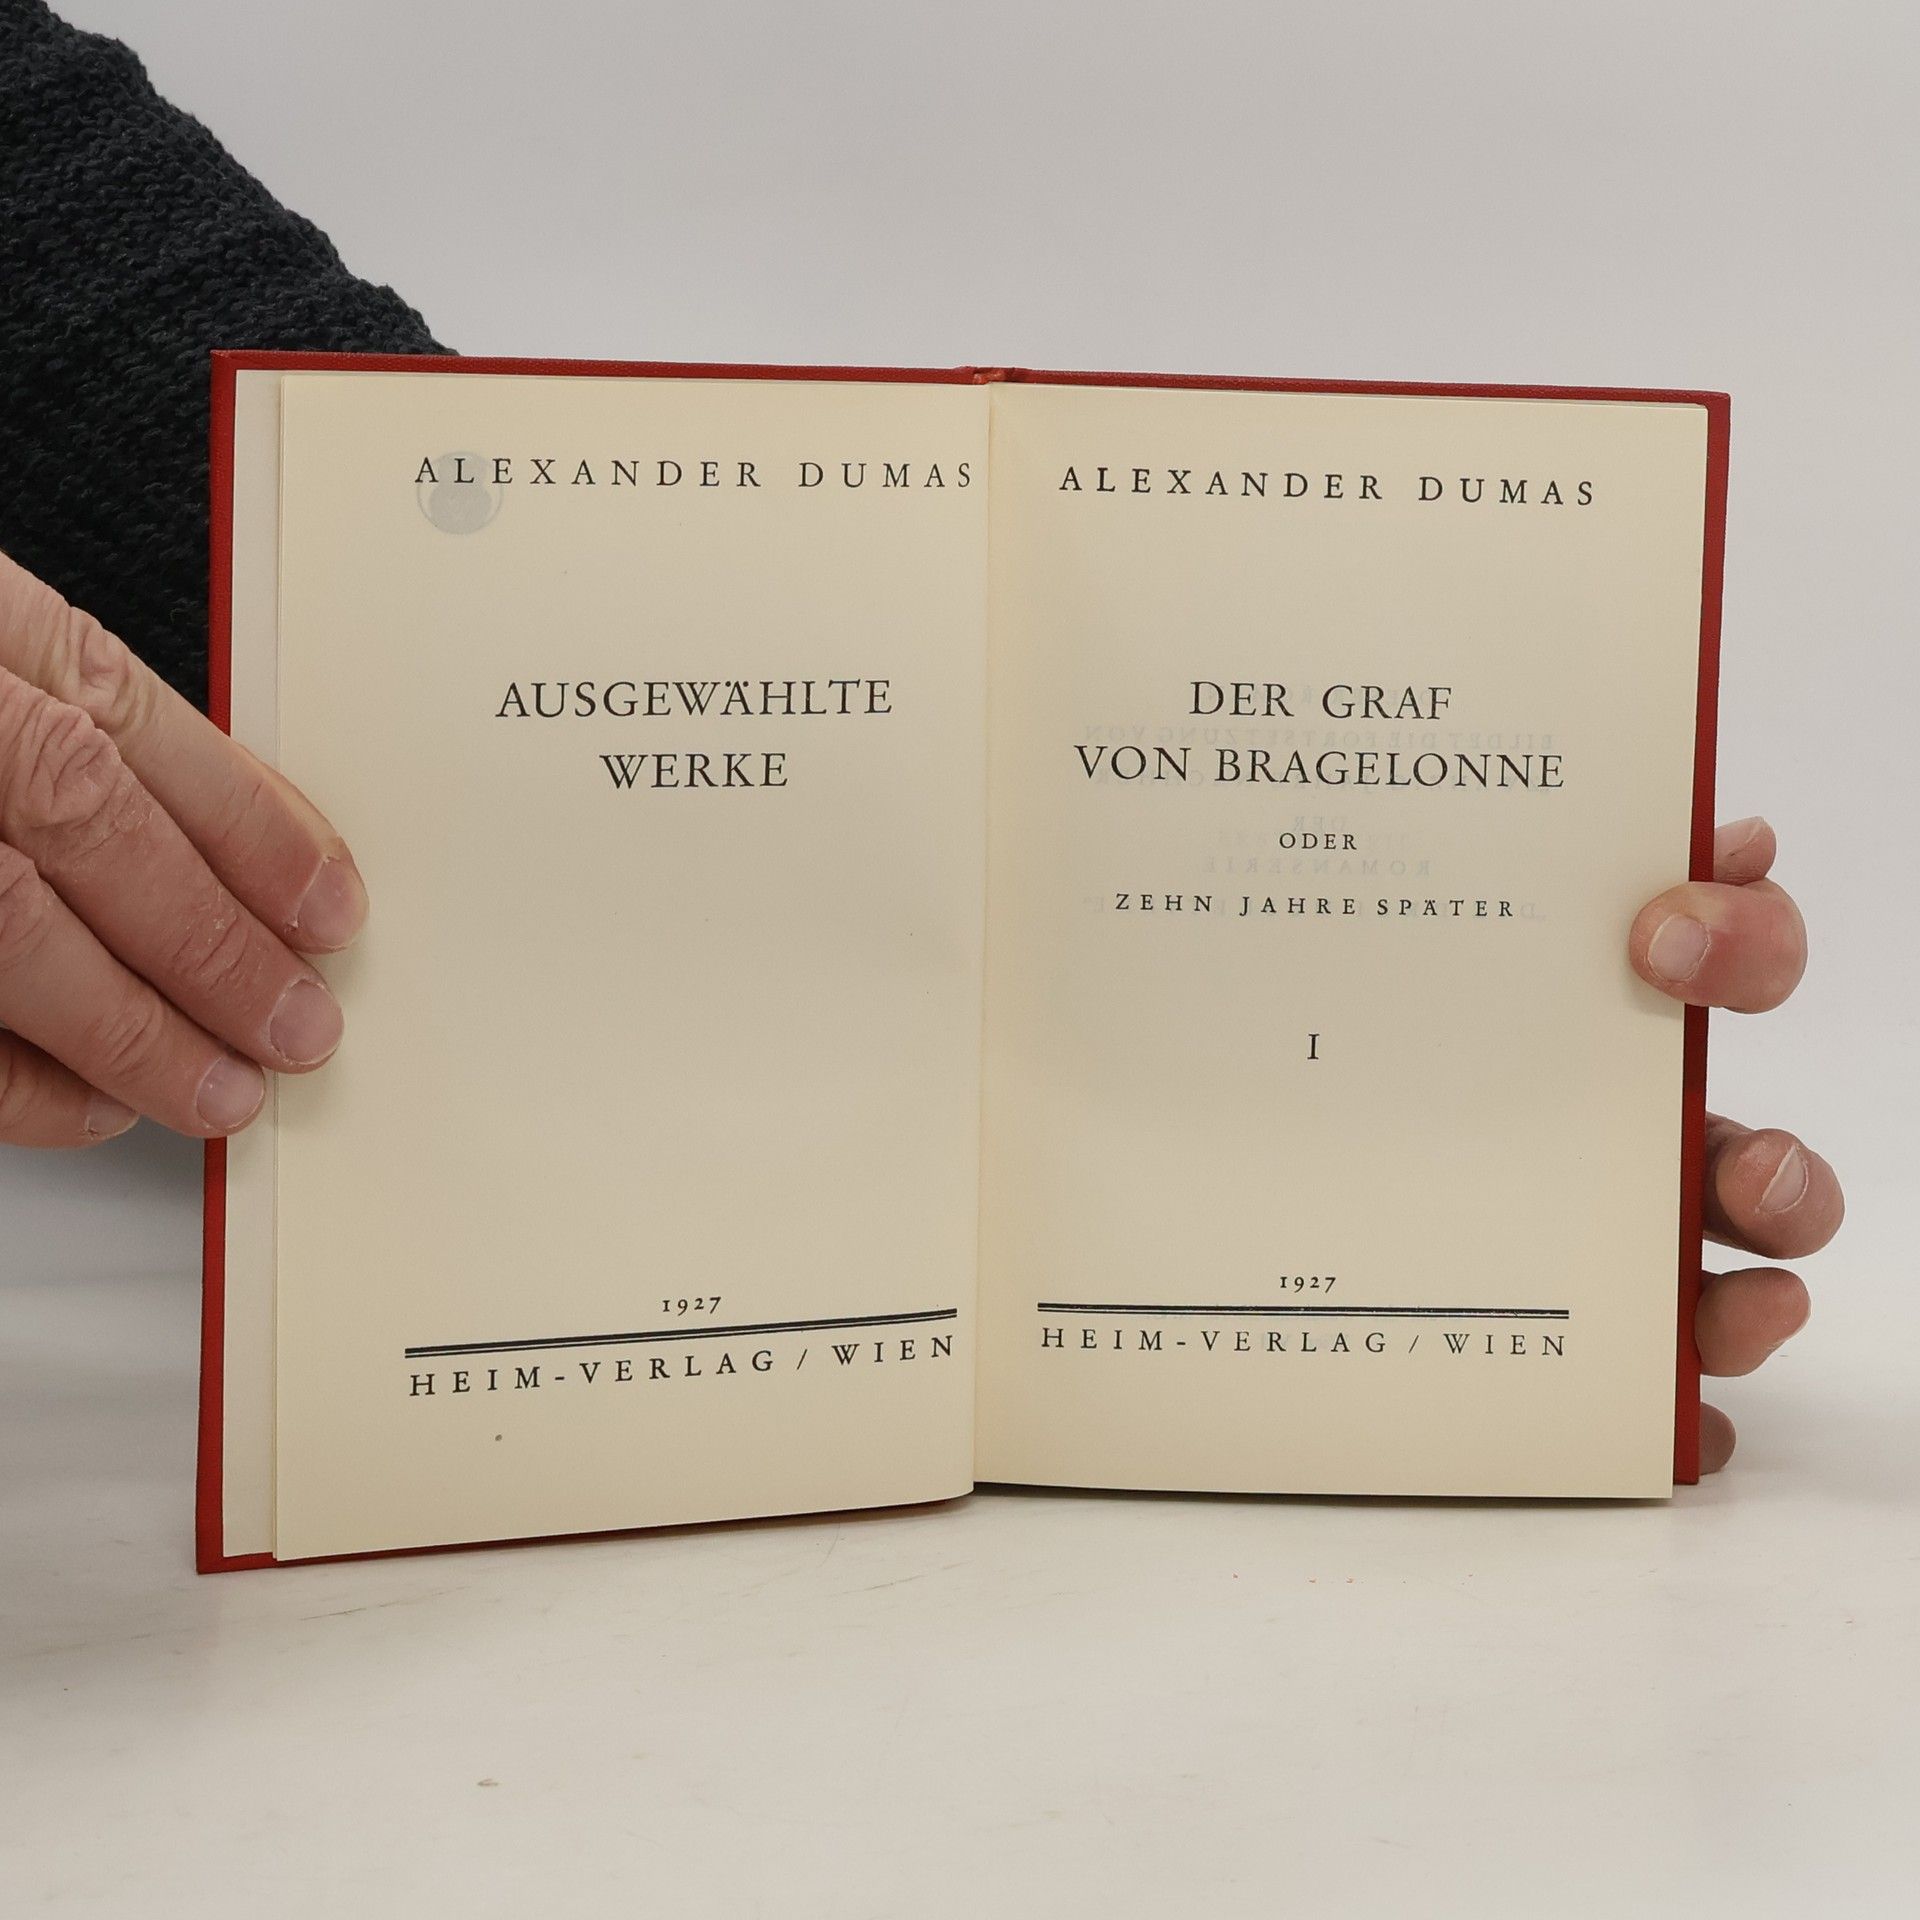 ALEXANDER DUMAS
AUSGEWÄHLTE
WERKE
1927
HEIM-VERLAG / WIEN
ALEXANDER DUMAS
DER GRAF
VON BRAGELONNE
ODER
ZEHN JAHRE SPÄTER
I
1927
HEIM-VERLAG / WIEN